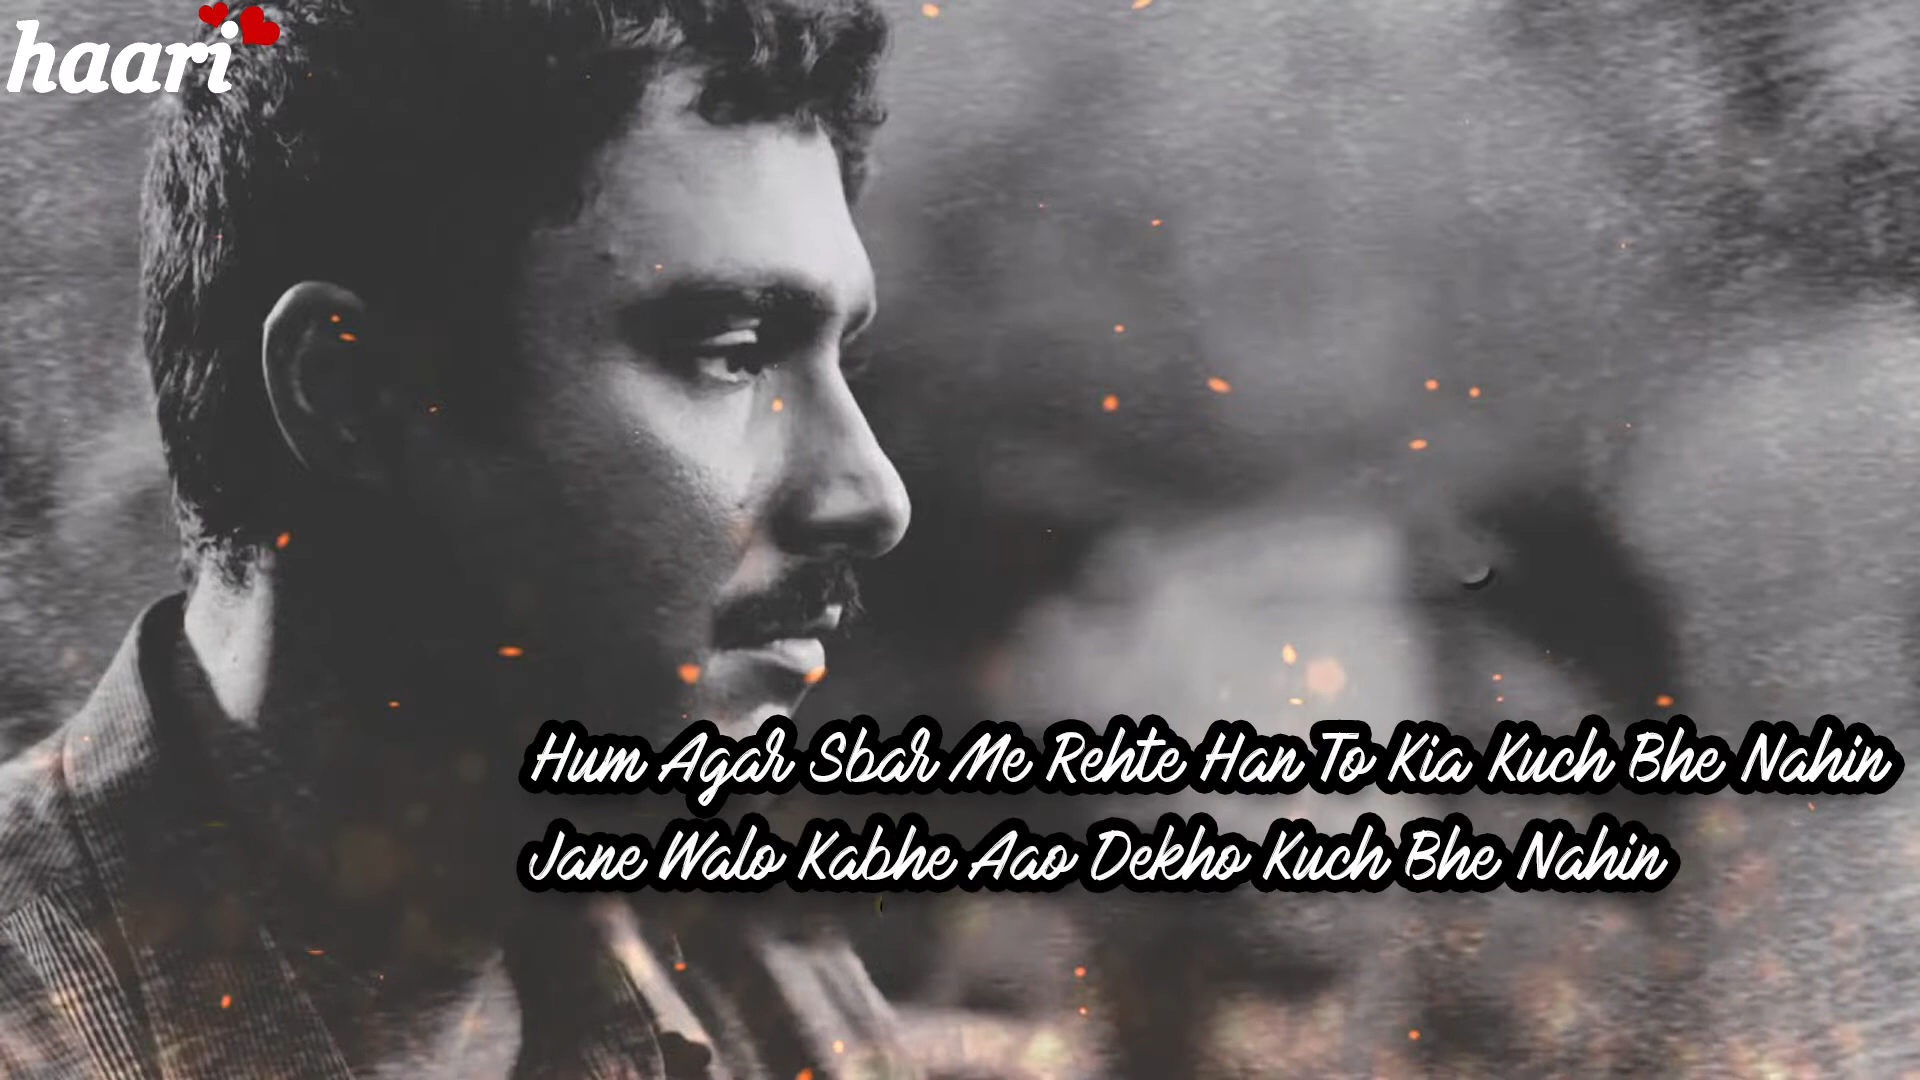 haari
Hum Agar Sbar Me Rehte Han To Kia Kuch Bhe Nahin
Jane Walo Kabhe Aao Dekho Kuch Bhe Nahin